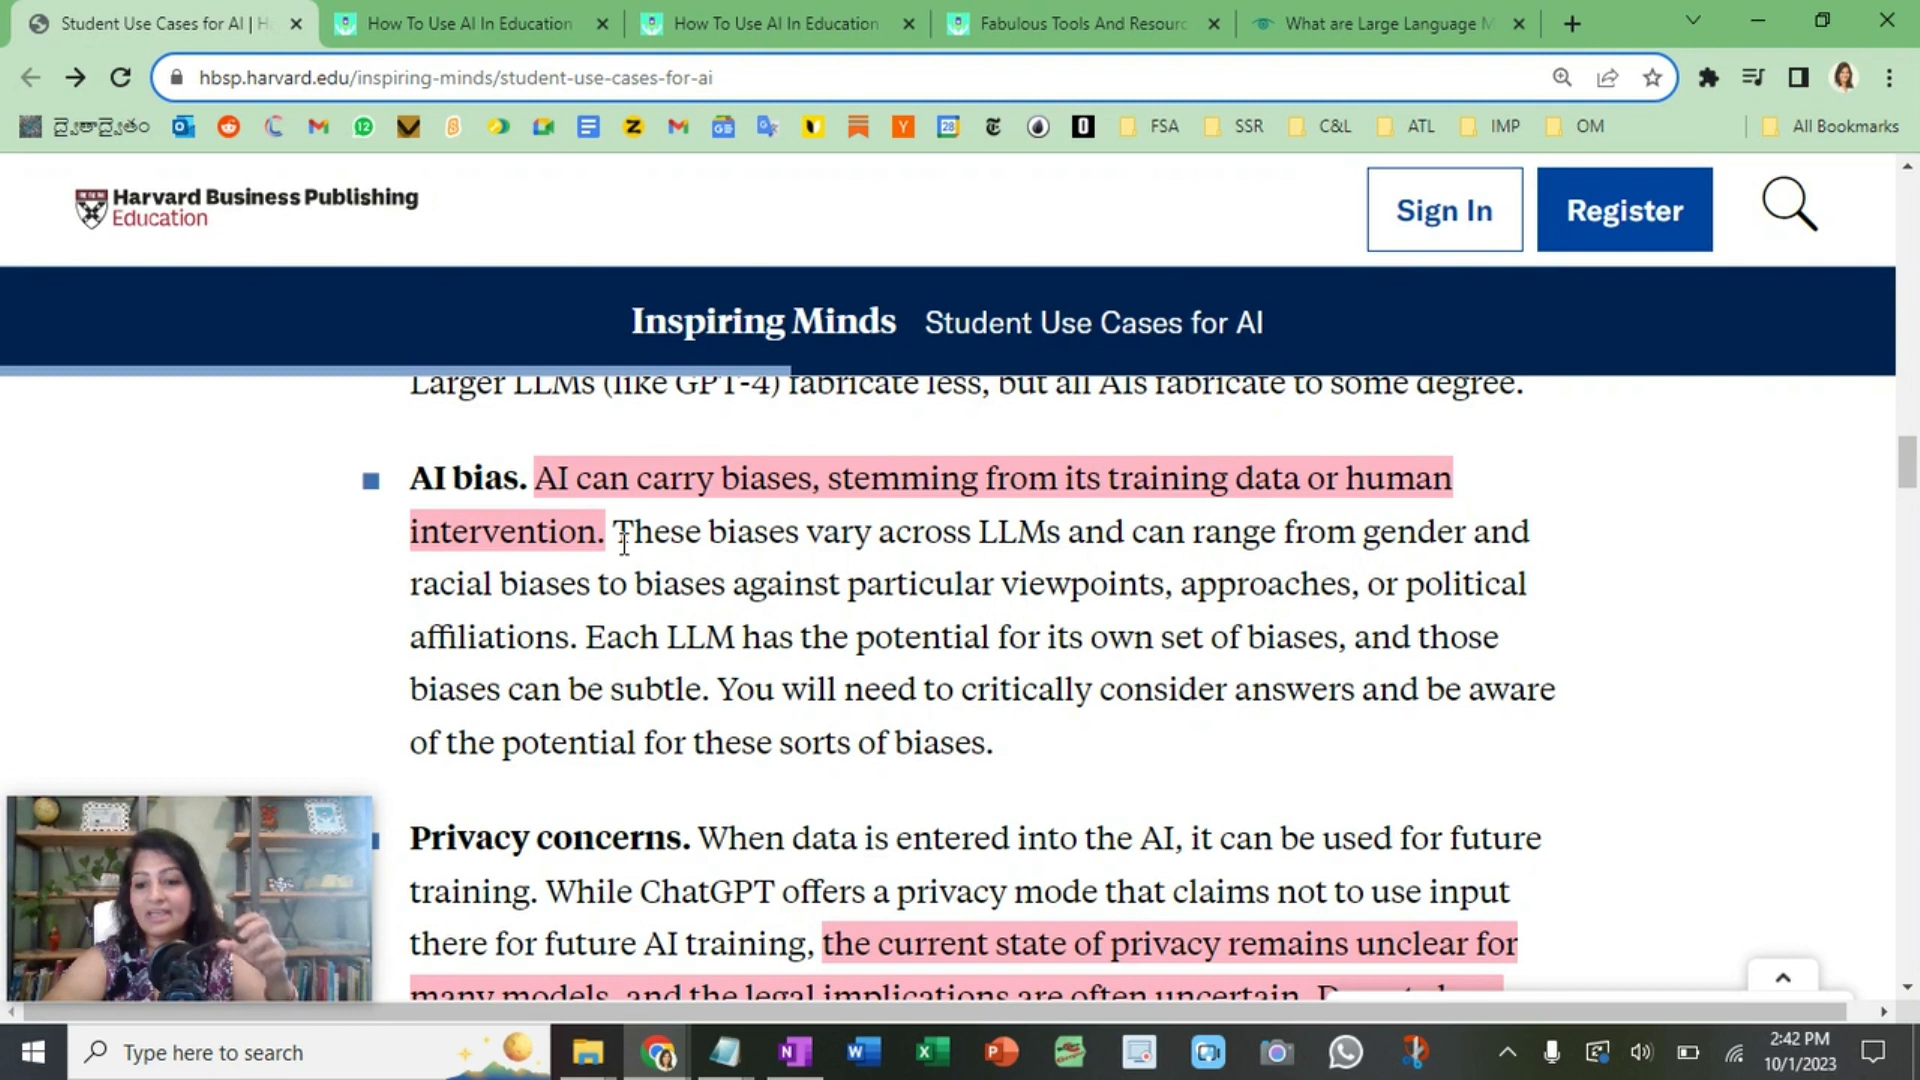 Student Use Cases for AI | Ha
How To Use AI In Education
How To Use AI In Education
Fabulous Tools And Resourc
What are Large Language M
hbsp.harvard.edu/inspiring-minds/student-use-cases-for-ai
FSA
SSR
C&L
ATL
IMP
OM
All Bookmarks
Harvard Business Publishing
Education
Sign In
Register
Inspiring Minds Student Use Cases for AI
Larger LLMs (like GPT-4) fabricate less, but all AIs fabricate to some degree.
AI bias. AI can carry biases, stemming from its training data or human
intervention. These biases vary across LLMs and can range from gender and
racial biases to biases against particular viewpoints, approaches, or political
affiliations. Each LLM has the potential for its own set of biases, and those
biases can be subtle. You will need to critically consider answers and be aware
of the potential for these sorts of biases.
Privacy concerns. When data is entered into the AI, it can be used for future
training. While ChatGPT offers a privacy mode that claims not to use input
there for future AI training, the current state of privacy remains unclear for
many models, and the legal implications are often uncertain.
Type here to search
2:42 PM
10/1/2023